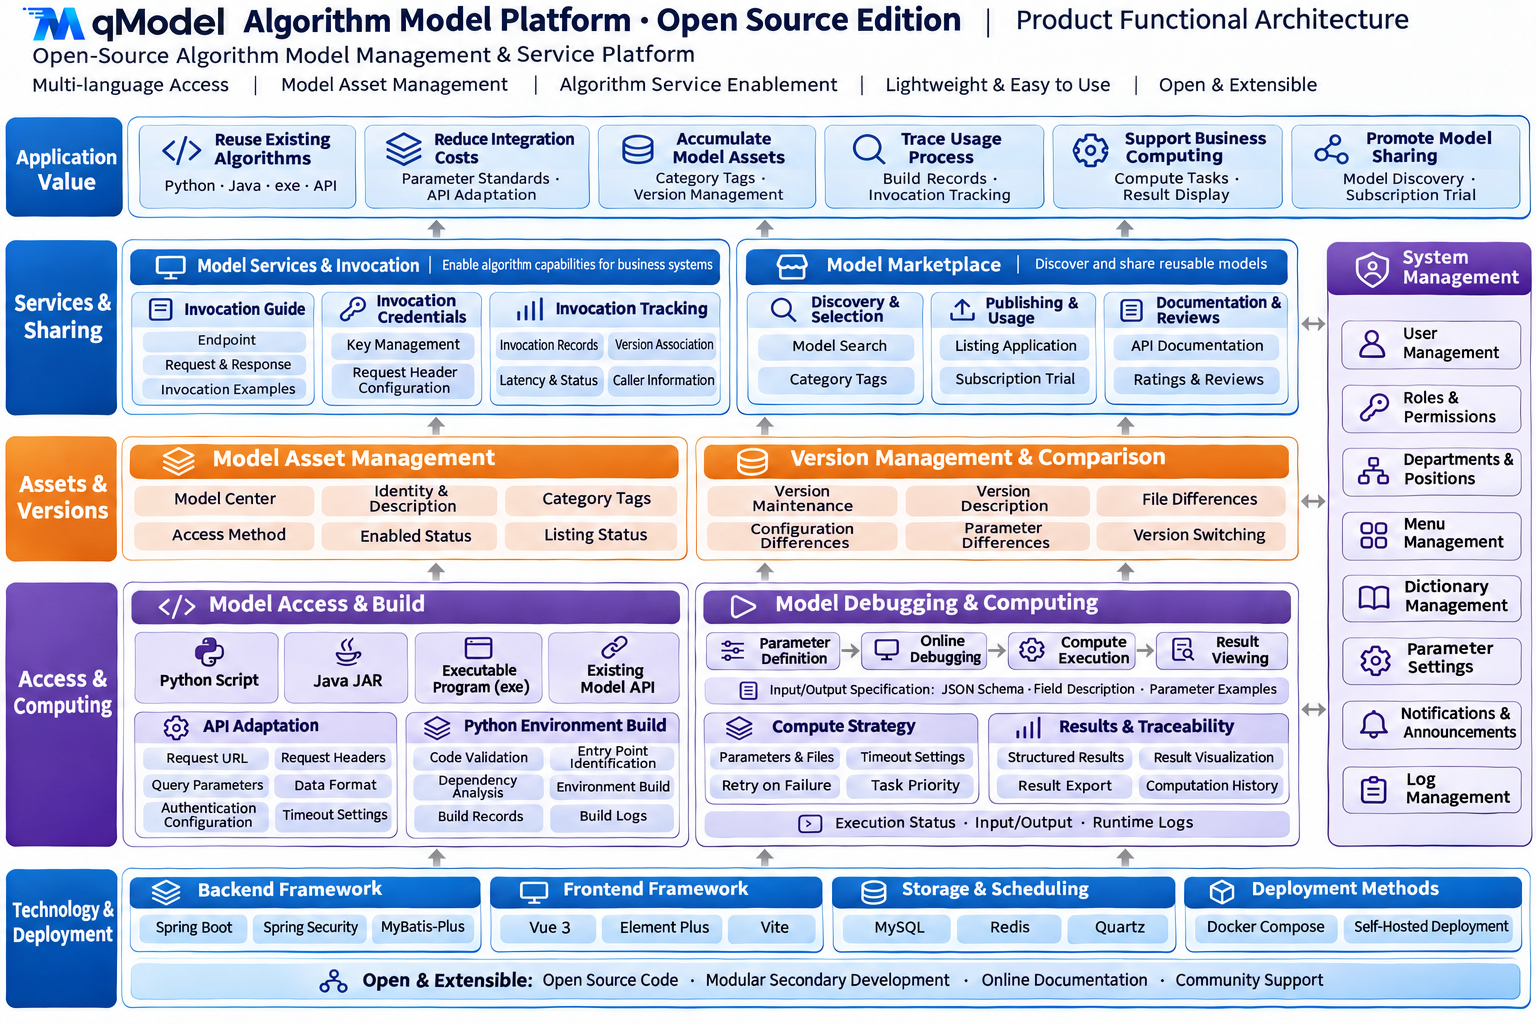 qModel Algorithm Model Platform · Open Source Edition | Product Functional Architecture
Open-Source Algorithm Model Management & Service Platform
Multi-language Access | Model Asset Management | Algorithm Service Enablement | Lightweight & Easy to Use | Open & Extensible
Application
Value
Reuse Existing
Algorithms
Python · Java · exe · API
Reduce Integration
Costs
Parameter Standards ·
API Adaptation
Accumulate
Model Assets
Category Tags ·
Version Management
Trace Usage
Process
Build Records ·
Invocation Tracking
Support Business
Computing
Compute Tasks ·
Result Display
Promote Model
Sharing
Model Discovery ·
Subscription Trial
Services &
Sharing
Model Services & Invocation | Enable algorithm capabilities for business systems
Invocation Guide
Endpoint
Request & Response
Invocation Examples
Invocation
Credentials
Key Management
Request Header
Configuration
Invocation Tracking
Invocation Records
Version Association
Latency & Status
Caller Information
Model Marketplace | Discover and share reusable models
Discovery &
Selection
Model Search
Category Tags
Publishing &
Usage
Listing Application
Subscription Trial
Documentation &
Reviews
API Documentation
Ratings & Reviews
Assets &
Versions
Model Asset Management
Model Center
Identity &
Description
Category Tags
Access Method
Enabled Status
Listing Status
Version Management & Comparison
Version
Maintenance
Version
Description
File Differences
Configuration
Differences
Parameter
Differences
Version Switching
Access &
Computing
Model Access & Build
Python Script
Java JAR
Executable
Program (exe)
Existing
Model API
API Adaptation
Request URL
Request Headers
Query Parameters
Data Format
Authentication
Configuration
Timeout Settings
Python Environment Build
Code Validation
Entry Point
Identification
Dependency
Analysis
Environment Build
Build Records
Build Logs
Model Debugging & Computing
Parameter
Definition
Online
Debugging
Compute
Execution
Result
Viewing
Input/Output Specification: JSON Schema · Field Description · Parameter Examples
Compute Strategy
Parameters & Files
Timeout Settings
Retry on Failure
Task Priority
Results & Traceability
Structured Results
Result Visualization
Result Export
Computation History
Execution Status · Input/Output · Runtime Logs
System
Management
User
Management
Roles &
Permissions
Departments &
Positions
Menu
Management
Dictionary
Management
Parameter
Settings
Notifications &
Announcements
Log
Management
Technology &
Deployment
Backend Framework
Spring Boot
Spring Security
MyBatis-Plus
Frontend Framework
Vue 3
Element Plus
Vite
Storage & Scheduling
MySQL
Redis
Quartz
Deployment Methods
Docker Compose
Self-Hosted Deployment
Open & Extensible: Open Source Code · Modular Secondary Development · Online Documentation · Community Support